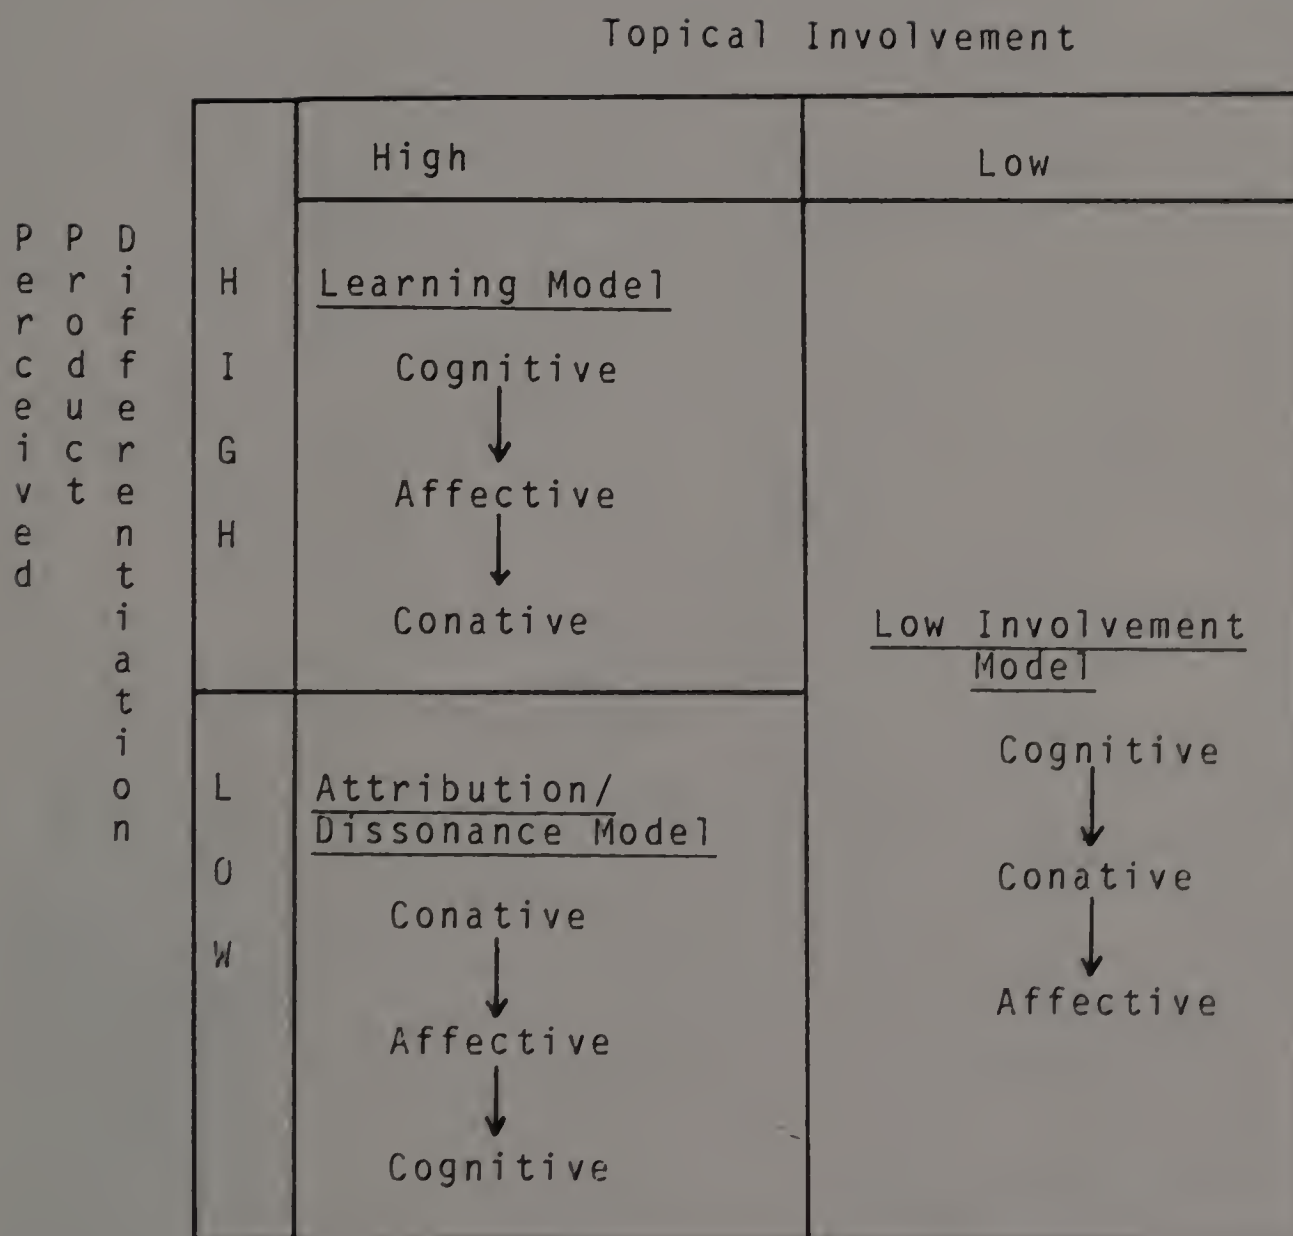 Topical Involvement
High
Low
Perceived
Product
Differentiation
HIGH
Learning Model
Cognitive
Affective
Conative
LOW
Attribution/
Dissonance Model
Conative
Affective
Cognitive
Low Involvement
Model
Cognitive
Conative
Affective